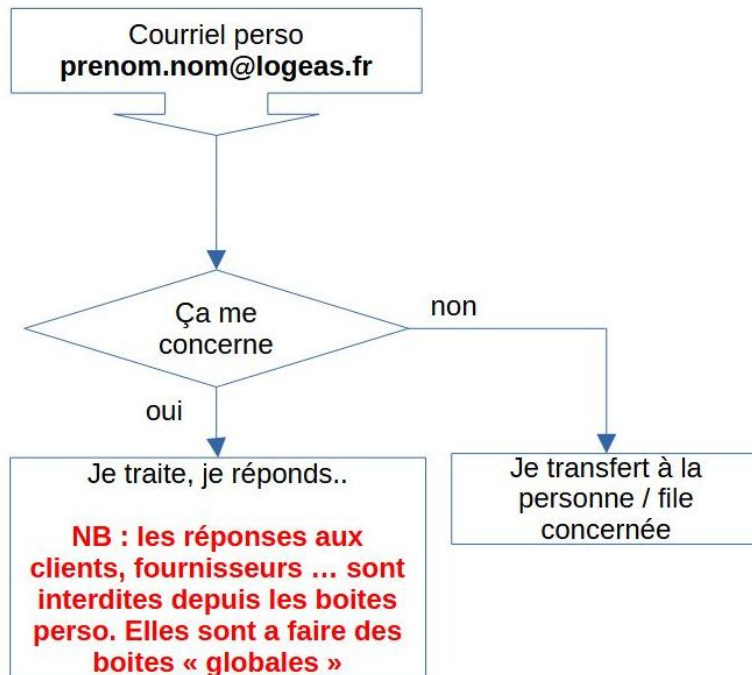 Courriel perso
prenom.nom@logeas.fr
Ça me
concerne
non
oui
Je traite, je réponds..
NB : les réponses aux
clients, fournisseurs … sont
interdites depuis les boites
perso. Elles sont a faire des
boites « globales »
Je transfert à la
personne / file
concernée